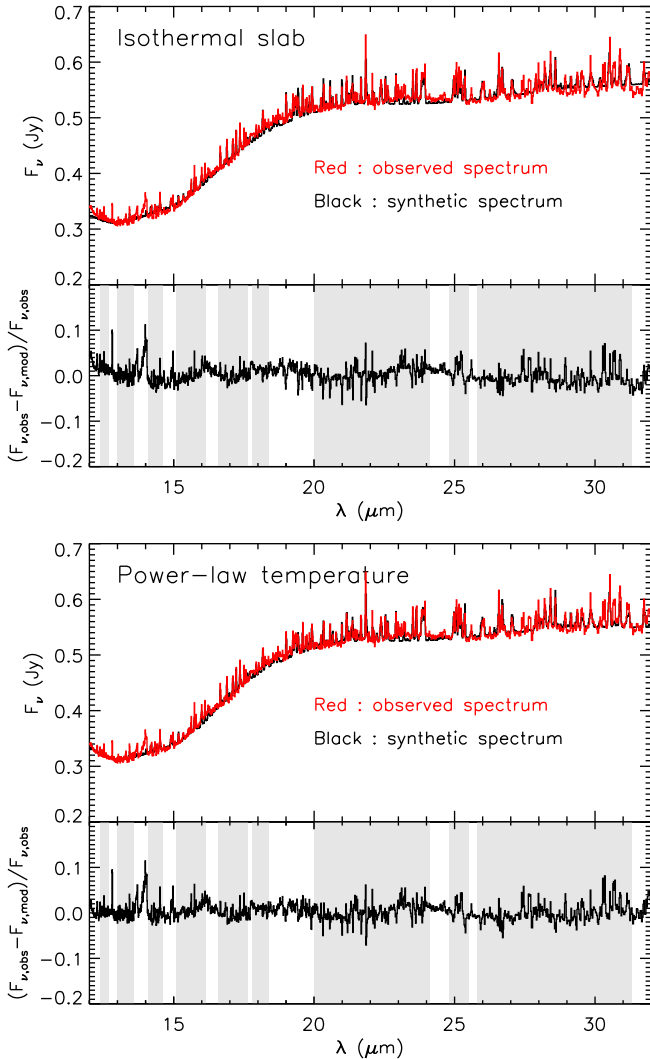 Isothermal slab
0.7
0.6
0.5
0.4
0.3
0.2
F_ν (Jy)
Red : observed spectrum
Black : synthetic spectrum
0.1
0.0
−0.1
−0.2
(F_ν,obs−F_ν,mod)/F_ν,obs
15 20 25 30
λ (μm)
Power−law temperature
0.7
0.6
0.5
0.4
0.3
0.2
F_ν (Jy)
Red : observed spectrum
Black : synthetic spectrum
0.1
0.0
−0.1
−0.2
(F_ν,obs−F_ν,mod)/F_ν,obs
15 20 25 30
λ (μm)